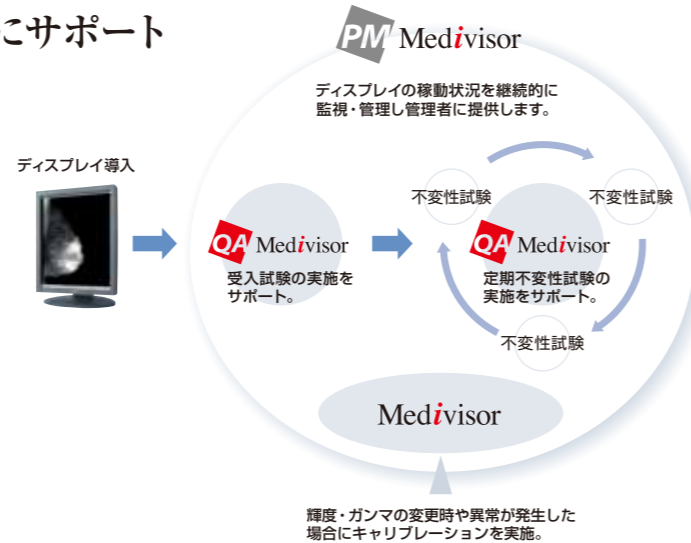 にサポート
PM Medivisor
ディスプレイの稼動状況を継続的に
監視・管理し管理者に提供します。
ディスプレイ導入
不変性試験
不変性試験
QA Medivisor
受入試験の実施を
サポート。
QA Medivisor
定期不変性試験の
実施をサポート。
不変性試験
Medivisor
輝度・ガンマの変更時や異常が発生した
場合にキャリブレーションを実施。